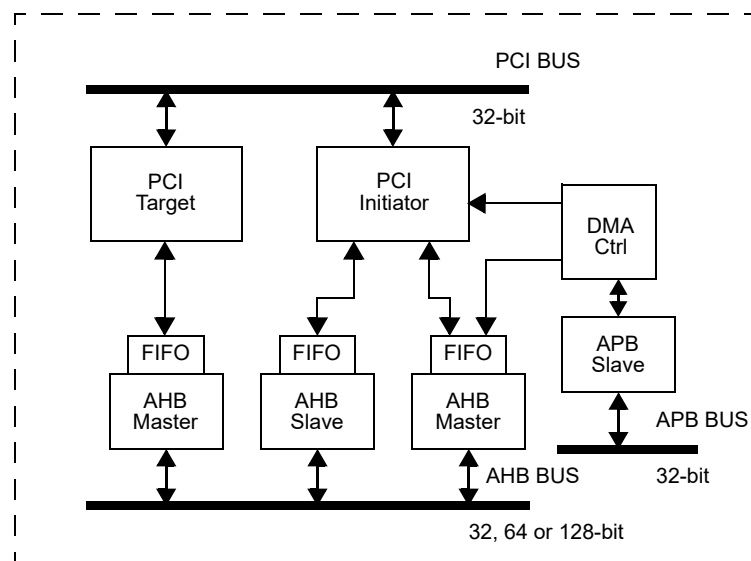 PCI BUS
32-bit
PCI
Target
PCI
Initiator
DMA
Ctrl
FIFO
FIFO
FIFO
APB
Slave
AHB
Master
AHB
Slave
AHB
Master
APB BUS
AHB BUS
32-bit
32, 64 or 128-bit